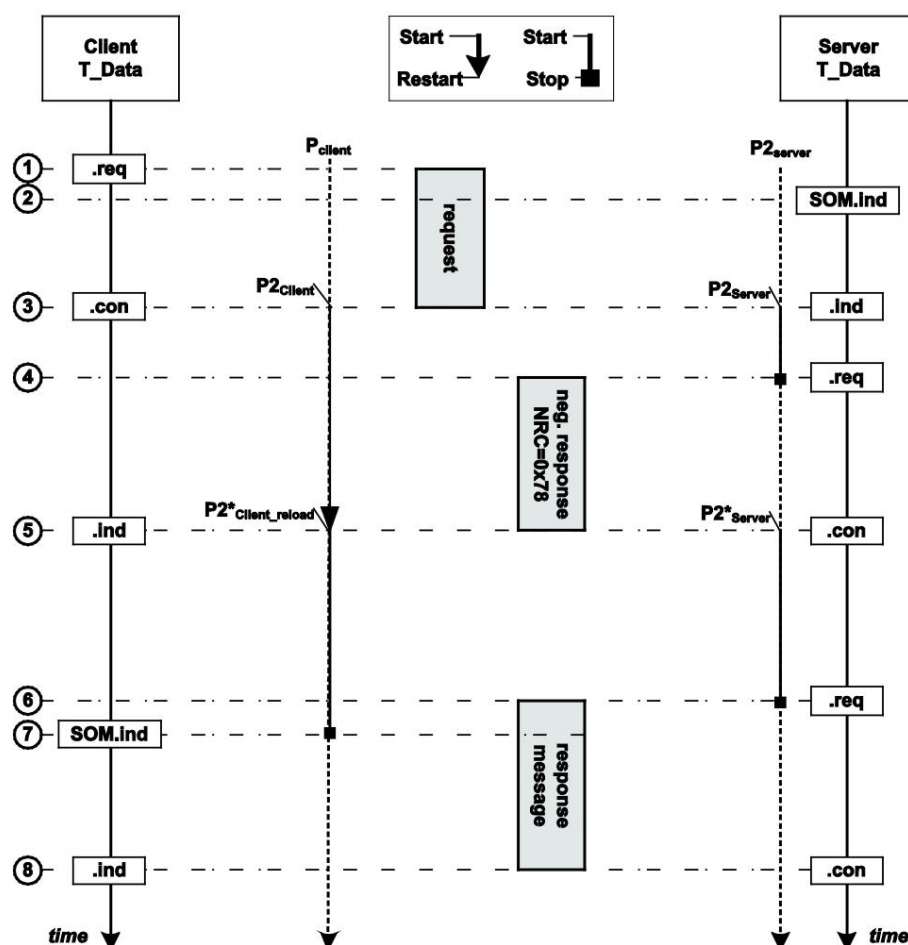 Client
T_Data
Start
Restart
Start
Stop
Server
T_Data
P_client
P2_server
1
.req
2
SOM.ind
request
3
.con
P2_Client
P2_Server
.ind
4
.req
neg. response
NRC=0x78
5
.ind
P2*_Client_reload
P2*_Server
.con
6
.req
7
SOM.ind
response
message
8
.ind
.con
time
time